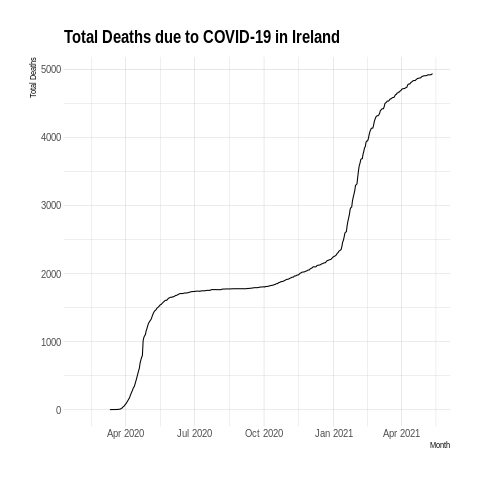 Total Deaths due to COVID-19 in Ireland
Total Deaths
5000
4000
3000
2000
1000
0
Apr 2020 Jul 2020 Oct 2020 Jan 2021 Apr 2021
Month